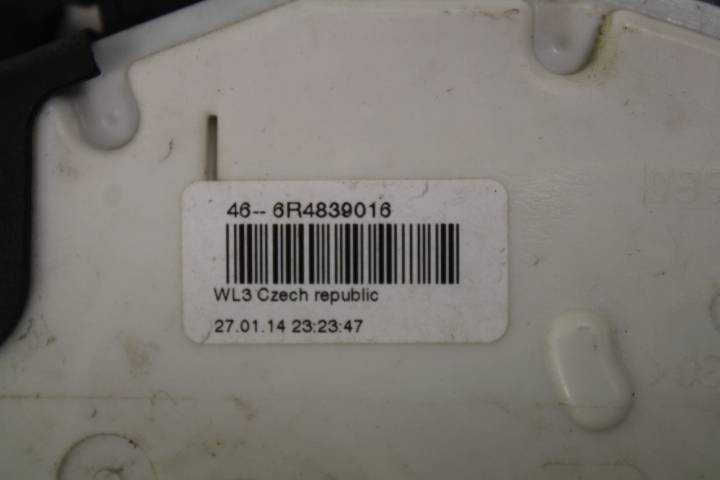 46-- 6R4839016
WL3 Czech republic
27.01.14 23:23:47